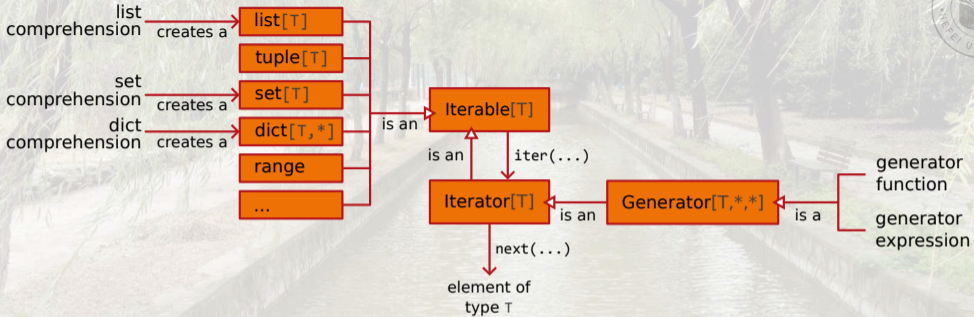 list
comprehension
creates a
list[T]
tuple[T]
set
comprehension
creates a
set[T]
dict
comprehension
creates a
dict[T,*]
range
...
is an
Iterable[T]
is an
iter(...)
Iterator[T]
is an
Generator[T,*,*]
is a
generator
function
generator
expression
next(...)
element of
type T